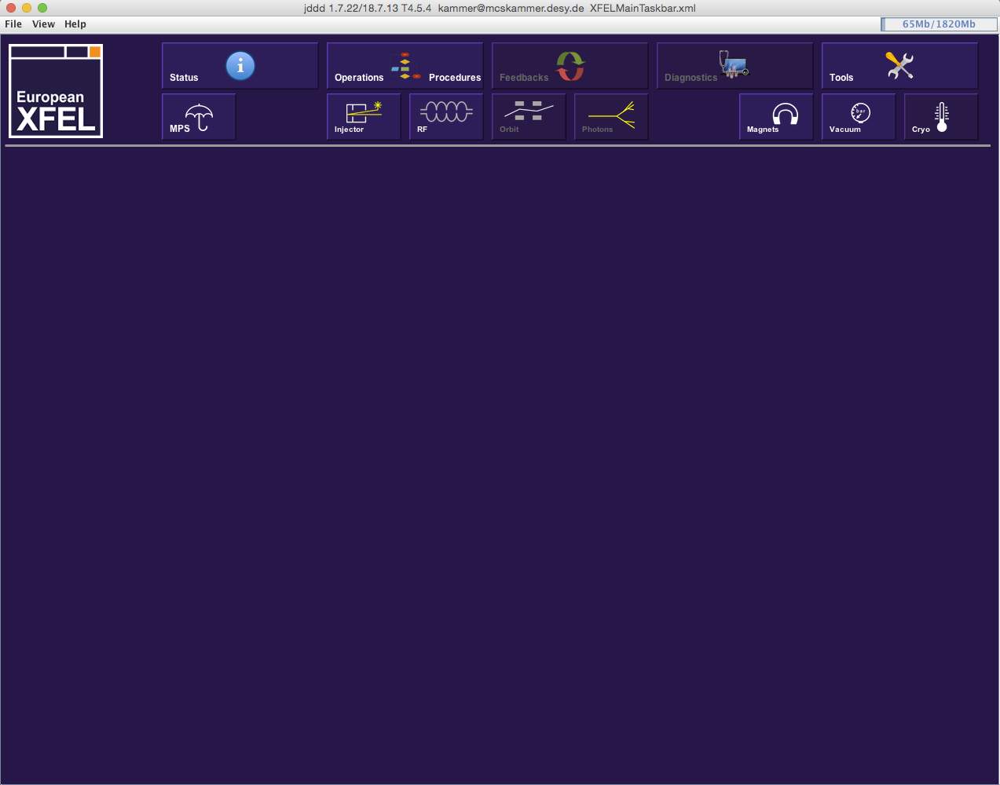 jddd 1.7.22/18.7.13 T4.5.4  kammer@mcskammer.desy.de  XFELMainTaskbar.xml
File View Help
65Mb/1820Mb
European
XFEL
Status
Operations Procedures
Feedbacks
Diagnostics
Tools
MPS
Injector
RF
Orbit
Photons
Magnets
bar
Vacuum
Cryo